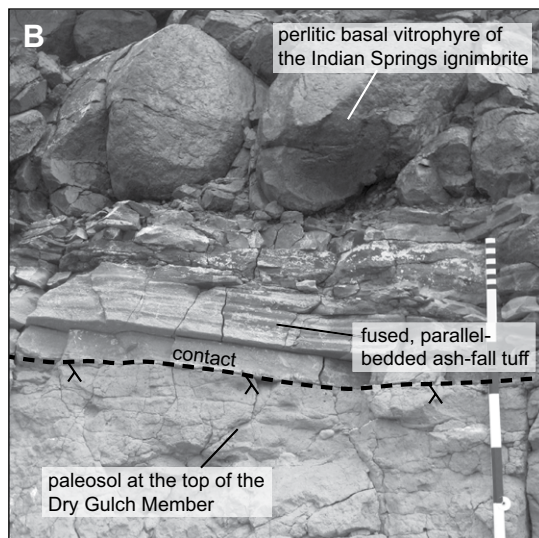 B
perlitic basal vitrophyre of
the Indian Springs ignimbrite
fused, parallel-
bedded ash-fall tuff
contact
paleosol at the top of the
Dry Gulch Member